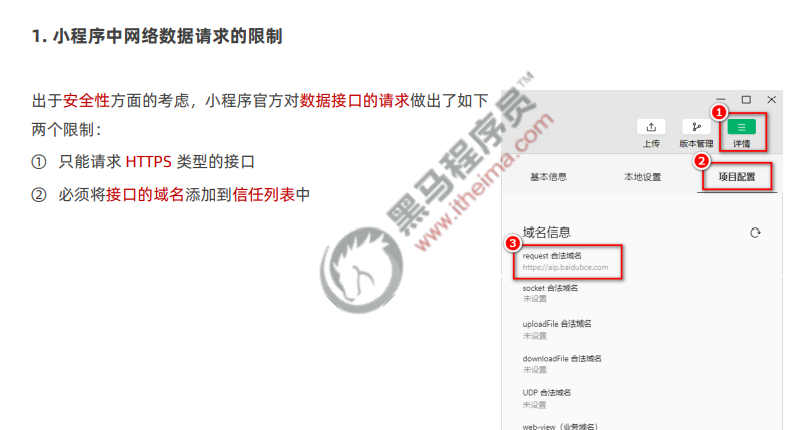 1. 小程序中网络数据请求的限制
出于安全性方面的考虑，小程序官方对数据接口的请求做出了如下
两个限制：
① 只能请求 HTTPS 类型的接口
② 必须将接口的域名添加到信任列表中
黑马程序员™
www.itheima.com
1
上传
版本管理
详情
2
基本信息
本地设置
项目配置
域名信息
3
request 合法域名
https://aip.baidubce.com
socket 合法域名
未设置
uploadFile 合法域名
未设置
downloadFile 合法域名
未设置
UDP 合法域名
未设置
web-view（业务域名）